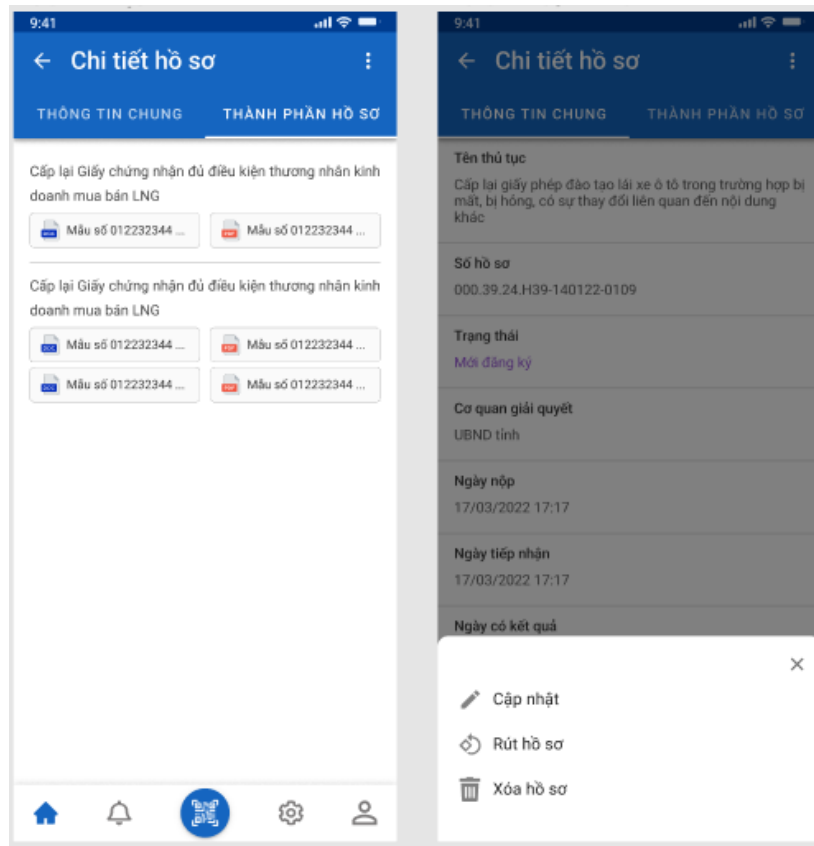 9:41
Chi tiết hồ sơ
THÔNG TIN CHUNG THÀNH PHẦN HỒ SƠ
Cấp lại Giấy chứng nhận đủ điều kiện thương nhân kinh
doanh mua bán LNG
DOC Mẫu số 012232344 ... PDF Mẫu số 012232344 ...
Cấp lại Giấy chứng nhận đủ điều kiện thương nhân kinh
doanh mua bán LNG
DOC Mẫu số 012232344 ... PDF Mẫu số 012232344 ...
DOC Mẫu số 012232344 ... PDF Mẫu số 012232344 ...
9:41
Chi tiết hồ sơ
THÔNG TIN CHUNG THÀNH PHẦN HỒ SƠ
Tên thủ tục
Cấp lại giấy phép đào tạo lái xe ô tô trong trường hợp bị
mất, bị hỏng, có sự thay đổi liên quan đến nội dung
khác
Số hồ sơ
000.39.24.H39-140122-0109
Trạng thái
Mới đăng ký
Cơ quan giải quyết
UBND tỉnh
Ngày nộp
17/03/2022 17:17
Ngày tiếp nhận
17/03/2022 17:17
Ngày có kết quả
Cập nhật
Rút hồ sơ
Xóa hồ sơ